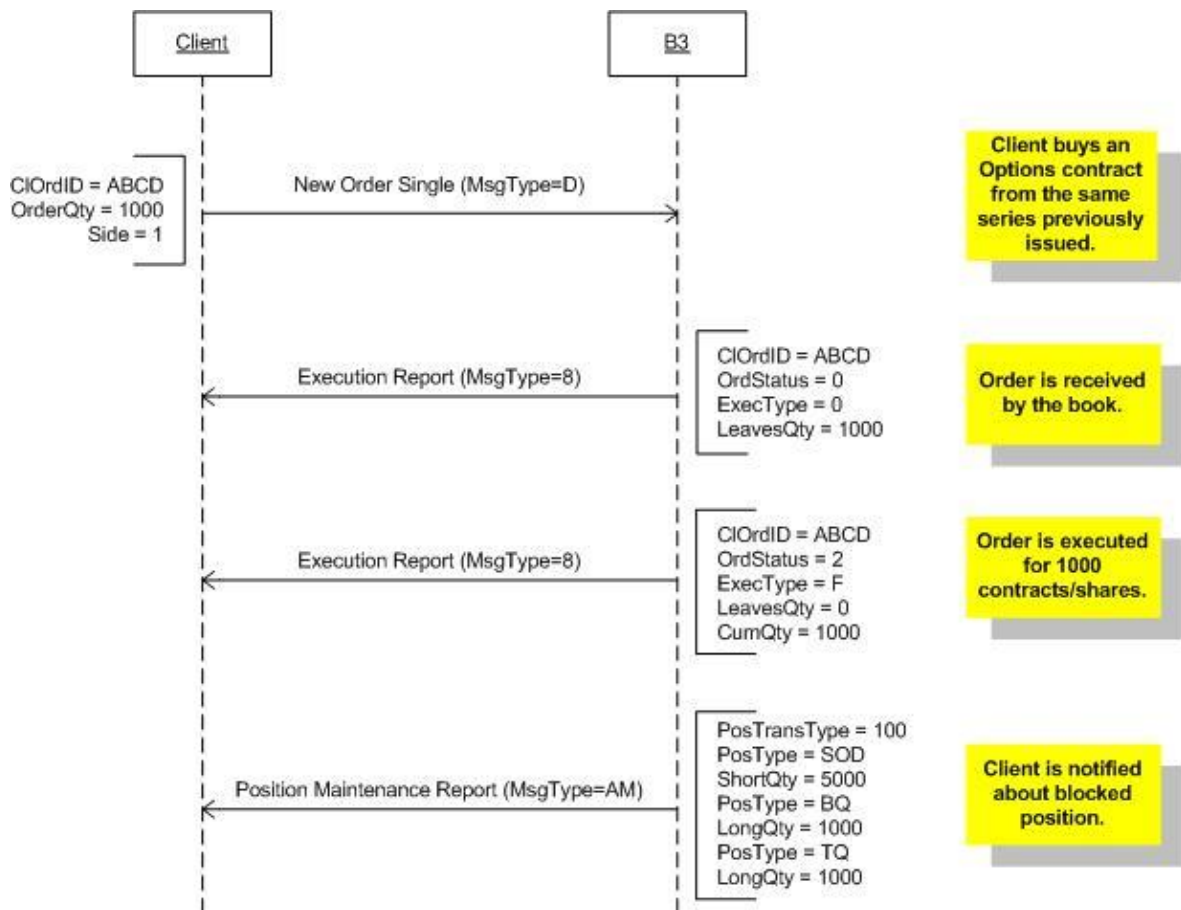 Client
B3
ClOrdID = ABCD
OrderQty = 1000
Side = 1
New Order Single (MsgType=D)
Client buys an
Options contract
from the same
series previously
issued.
Execution Report (MsgType=8)
ClOrdID = ABCD
OrdStatus = 0
ExecType = 0
LeavesQty = 1000
Order is received
by the book.
Execution Report (MsgType=8)
ClOrdID = ABCD
OrdStatus = 2
ExecType = F
LeavesQty = 0
CumQty = 1000
Order is executed
for 1000
contracts/shares.
Position Maintenance Report (MsgType=AM)
PosTransType = 100
PosType = SOD
ShortQty = 5000
PosType = BQ
LongQty = 1000
PosType = TQ
LongQty = 1000
Client is notified
about blocked
position.